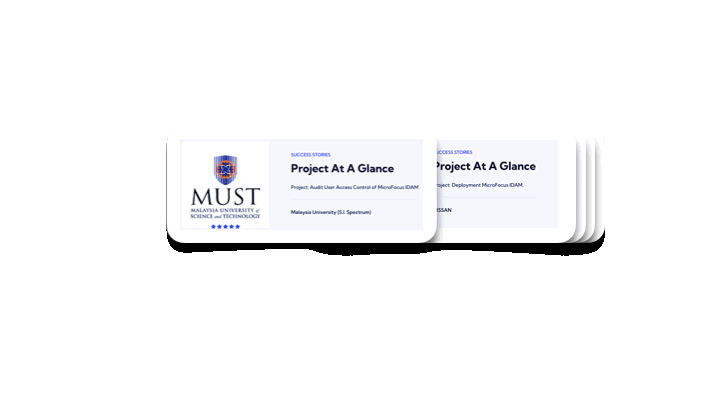 SUCCESS STORIES
Project At A Glance
Project: Audit User Access Control of MicroFocus IDAM
Malaysia University (S.I. Spectrum)
MUST
MALAYSIA UNIVERSITY of
SCIENCE and TECHNOLOGY
SUCCESS STORIES
Project At A Glance
roject: Deployment MicroFocus IDAM.
ISSAN